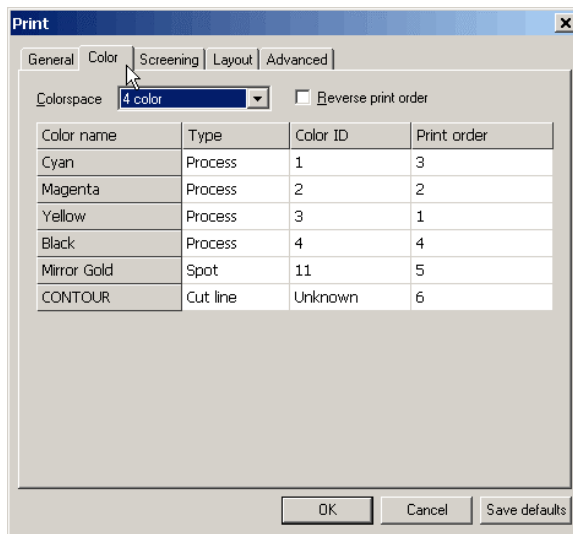 Print
General Color Screening Layout Advanced
Colorspace 4 color Reverse print order
Color name Type Color ID Print order
Cyan Process 1 3
Magenta Process 2 2
Yellow Process 3 1
Black Process 4 4
Mirror Gold Spot 11 5
CONTOUR Cut line Unknown 6
OK Cancel Save defaults